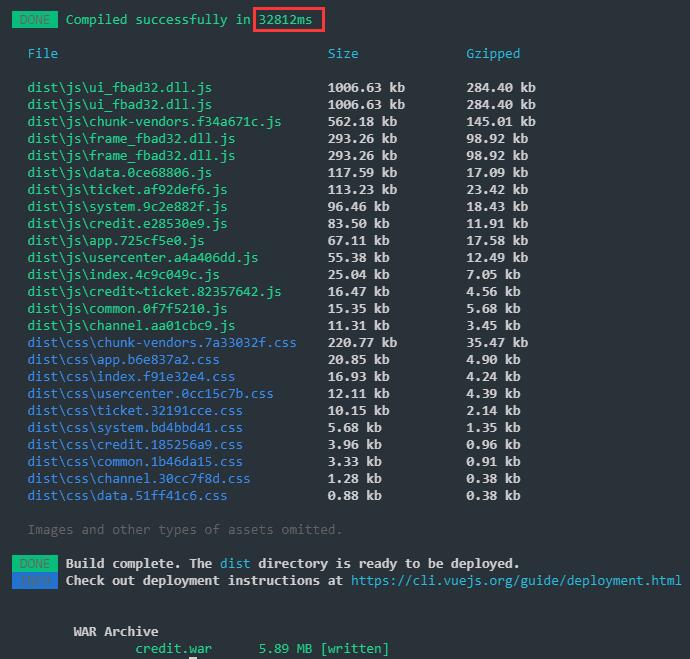 DONE Compiled successfully in 32812ms
File Size Gzipped
dist\js\ui_fbad32.dll.js 1006.63 kb 284.40 kb
dist\js\ui_fbad32.dll.js 1006.63 kb 284.40 kb
dist\js\chunk-vendors.f34a671c.js 562.18 kb 145.01 kb
dist\js\frame_fbad32.dll.js 293.26 kb 98.92 kb
dist\js\frame_fbad32.dll.js 293.26 kb 98.92 kb
dist\js\data.0ce68806.js 117.59 kb 17.09 kb
dist\js\ticket.af92def6.js 113.23 kb 23.42 kb
dist\js\system.9c2e882f.js 96.46 kb 18.43 kb
dist\js\credit.e28530e9.js 83.50 kb 11.91 kb
dist\js\app.725cf5e0.js 67.11 kb 17.58 kb
dist\js\usercenter.a4a406dd.js 55.38 kb 12.49 kb
dist\js\index.4c9c049c.js 25.04 kb 7.05 kb
dist\js\credit~ticket.82357642.js 16.47 kb 4.56 kb
dist\js\common.0f7f5210.js 15.35 kb 5.68 kb
dist\js\channel.aa01cbc9.js 11.31 kb 3.45 kb
dist\css\chunk-vendors.7a33032f.css 220.77 kb 35.47 kb
dist\css\app.b6e837a2.css 20.85 kb 4.90 kb
dist\css\index.f91e32e4.css 16.93 kb 4.24 kb
dist\css\usercenter.0cc15c7b.css 12.11 kb 4.39 kb
dist\css\ticket.32191cce.css 10.15 kb 2.14 kb
dist\css\system.bd4bbd41.css 5.68 kb 1.35 kb
dist\css\credit.185256a9.css 3.96 kb 0.96 kb
dist\css\common.1b46da15.css 3.33 kb 0.91 kb
dist\css\channel.30cc7f8d.css 1.28 kb 0.38 kb
dist\css\data.51ff41c6.css 0.88 kb 0.38 kb
Images and other types of assets omitted.
DONE Build complete. The dist directory is ready to be deployed.
Check out deployment instructions at https://cli.vuejs.org/guide/deployment.html
WAR Archive
credit.war 5.89 MB [written]